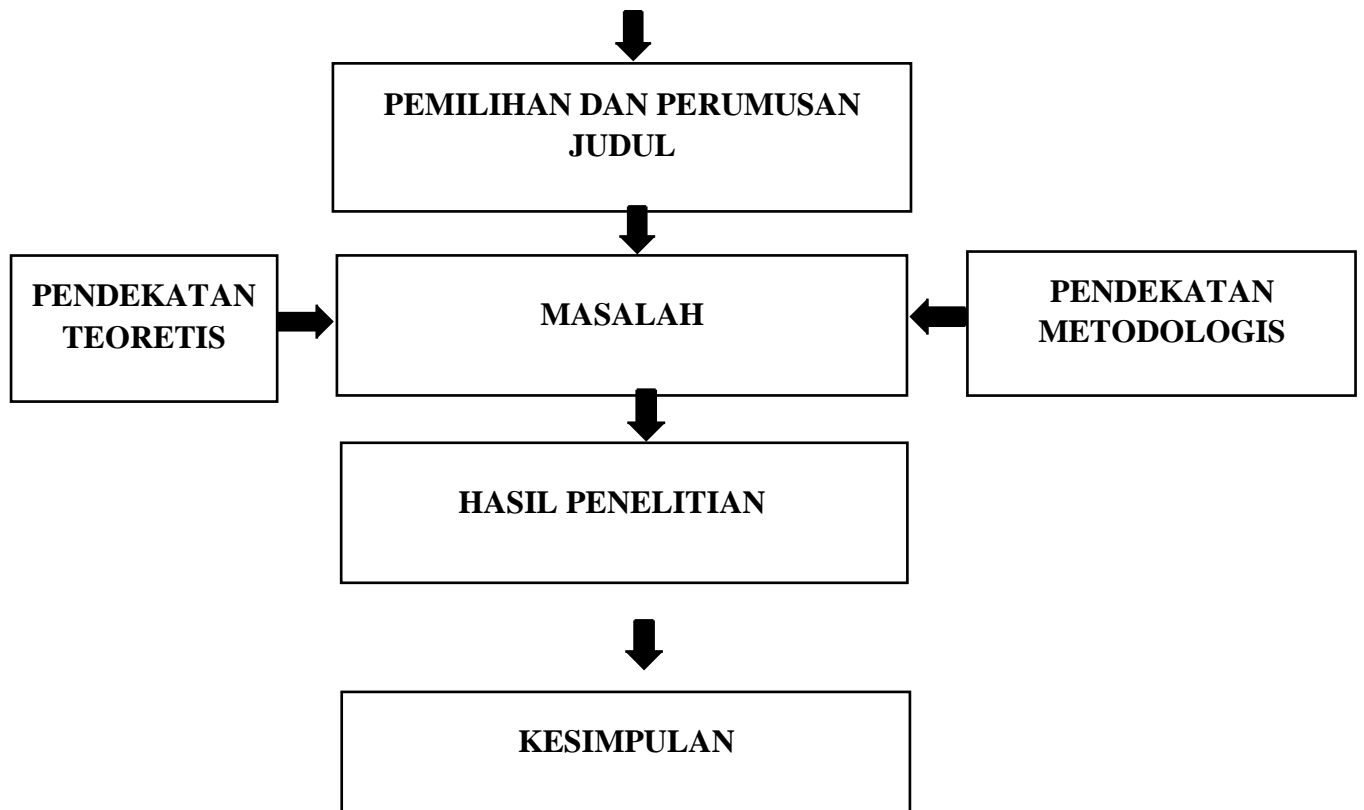 PEMILIHAN DAN PERUMUSAN
JUDUL
PENDEKATAN
TEORETIS
MASALAH
PENDEKATAN
METODOLOGIS
HASIL PENELITIAN
KESIMPULAN